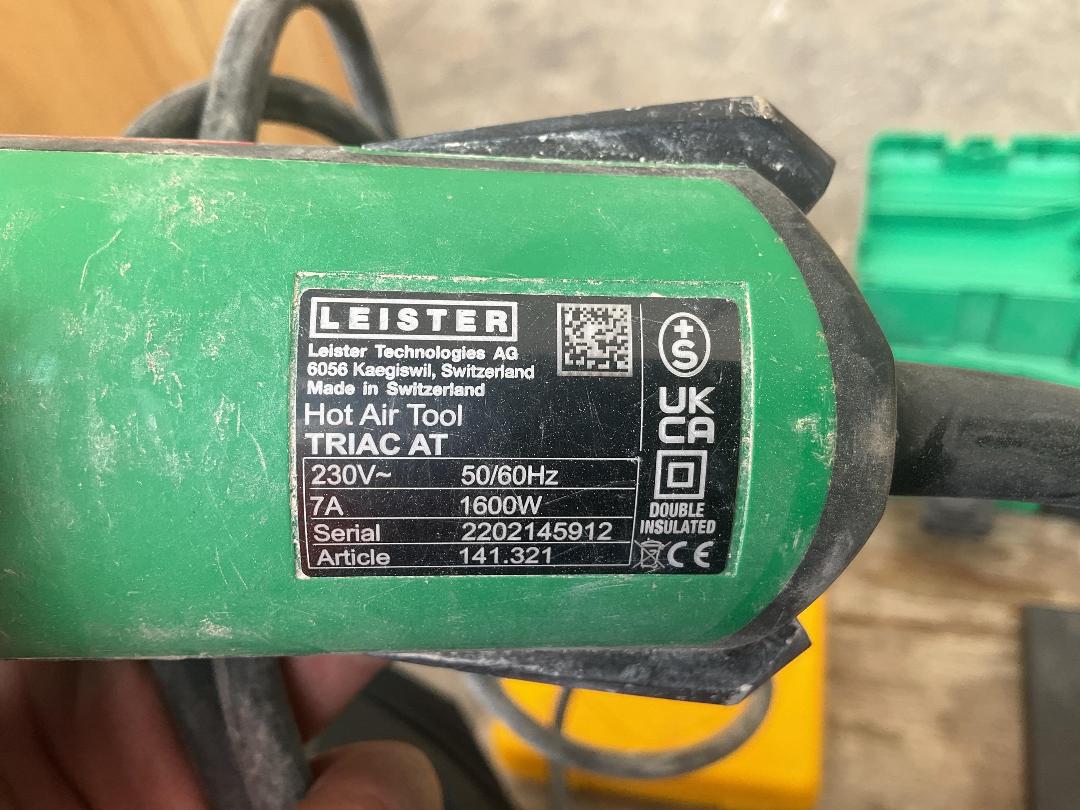 LEISTER
Leister Technologies AG
6056 Kaegiswil, Switzerland
Made in Switzerland
Hot Air Tool
TRIAC AT
230V~ 50/60Hz
7A 1600W
Serial 2202145912
Article 141.321
+S
UK
CA
DOUBLE
INSULATED
CE